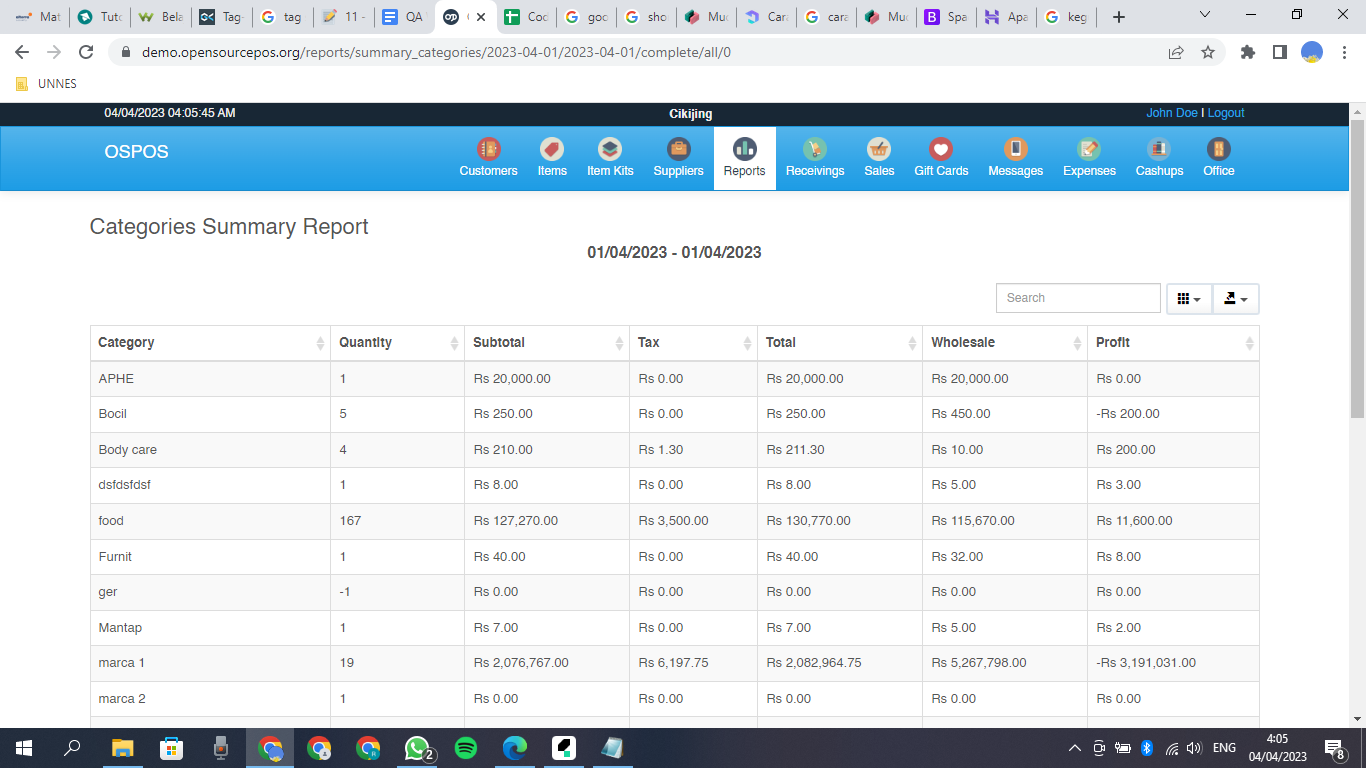 Mat
Tuto
Bela
Tag-
tag
11 -
QA
Cod
goo
sho
Muc
Cara
cara
Muc
Spa
Apa
keg
demo.opensourcepos.org/reports/summary_categories/2023-04-01/2023-04-01/complete/all/0
UNNES
04/04/2023 04:05:45 AM Cikijing John Doe | Logout
OSPOS Customers Items Item Kits Suppliers Reports Receivings Sales Gift Cards Messages Expenses Cashups Office
Categories Summary Report
01/04/2023 - 01/04/2023
Search
Category Quantity Subtotal Tax Total Wholesale Profit
APHE 1 Rs 20,000.00 Rs 0.00 Rs 20,000.00 Rs 20,000.00 Rs 0.00
Bocil 5 Rs 250.00 Rs 0.00 Rs 250.00 Rs 450.00 -Rs 200.00
Body care 4 Rs 210.00 Rs 1.30 Rs 211.30 Rs 10.00 Rs 200.00
dsfdsfdsf 1 Rs 8.00 Rs 0.00 Rs 8.00 Rs 5.00 Rs 3.00
food 167 Rs 127,270.00 Rs 3,500.00 Rs 130,770.00 Rs 115,670.00 Rs 11,600.00
Furnit 1 Rs 40.00 Rs 0.00 Rs 40.00 Rs 32.00 Rs 8.00
ger -1 Rs 0.00 Rs 0.00 Rs 0.00 Rs 0.00 Rs 0.00
Mantap 1 Rs 7.00 Rs 0.00 Rs 7.00 Rs 5.00 Rs 2.00
marca 1 19 Rs 2,076,767.00 Rs 6,197.75 Rs 2,082,964.75 Rs 5,267,798.00 -Rs 3,191,031.00
marca 2 1 Rs 0.00 Rs 0.00 Rs 0.00 Rs 0.00 Rs 0.00
2
ENG
4:05
04/04/2023
8